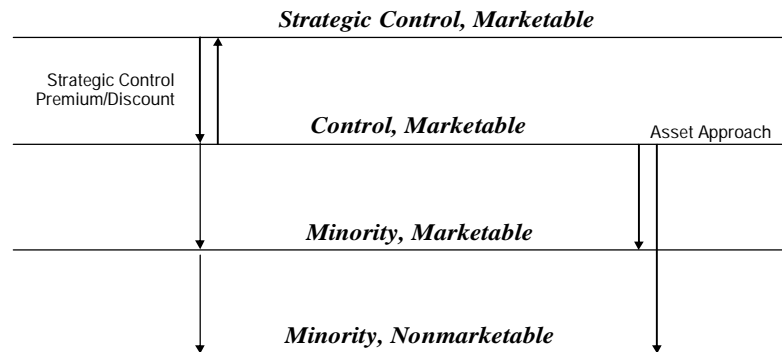 Strategic Control, Marketable
Strategic Control
Premium/Discount
Control, Marketable
Asset Approach
Minority, Marketable
Minority, Nonmarketable